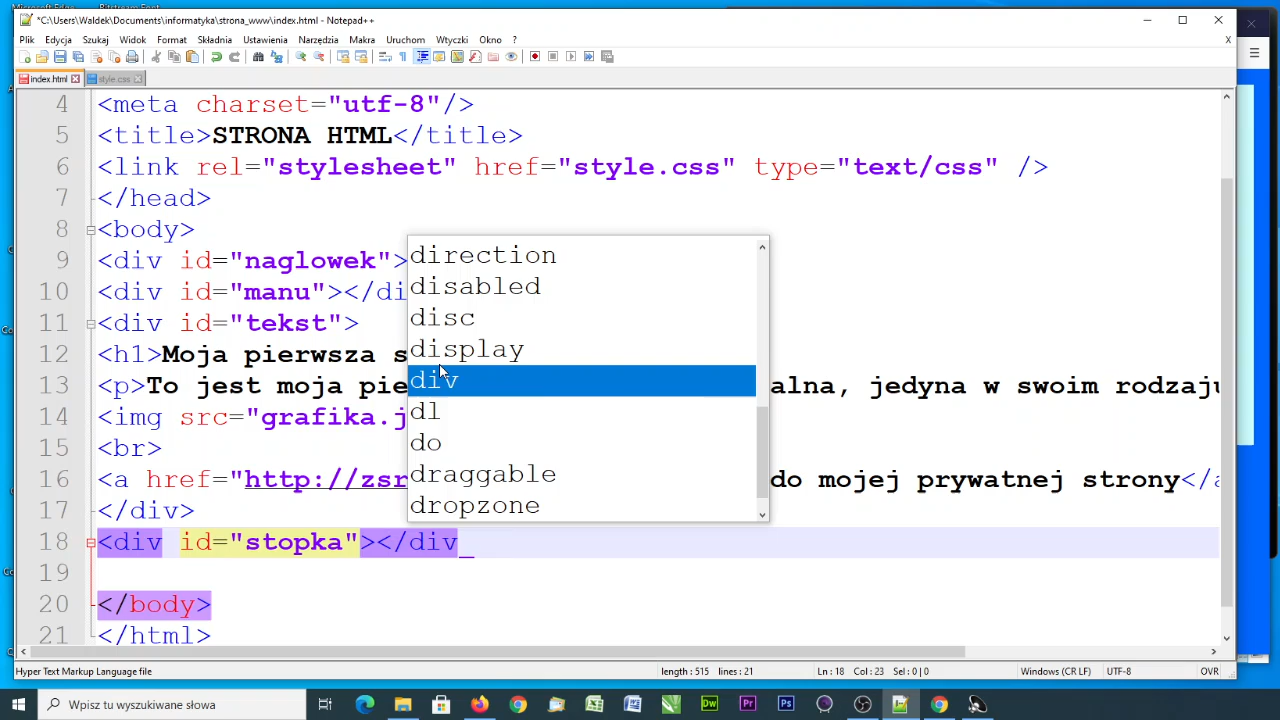 *C:\Users\Waldek\Documents\informatyka\strona_www\index.html - Notepad++
Plik Edycja Szukaj Widok Format Składnia Ustawienia Narzędzia Makra Uruchom Wtyczki Okno ? X
index.html style.css
4 <meta charset="utf-8"/>
5 <title>STRONA HTML</title>
6 <link rel="stylesheet" href="style.css" type="text/css" />
7 </head>
8 <body>
9 <div id="naglowek">
10 <div id="manu"></di
11 <div id="tekst">
12 <h1>Moja pierwsza s
13 <p>To jest moja pie alna, jedyna w swoim rodzaju
14 <img src="grafika.j
15 <br>
16 <a href="http://zsr do mojej prywatnej strony</a
17 </div>
18 <div id="stopka"></div
19
20 </body>
21 </html>
direction
disabled
disc
display
div
dl
do
draggable
dropzone
Hyper Text Markup Language file length : 515 lines : 21 Ln : 18 Col : 23 Sel : 0 | 0 Windows (CR LF) UTF-8 OVR
Wpisz tu wyszukiwane słowa Dw Pr Ps